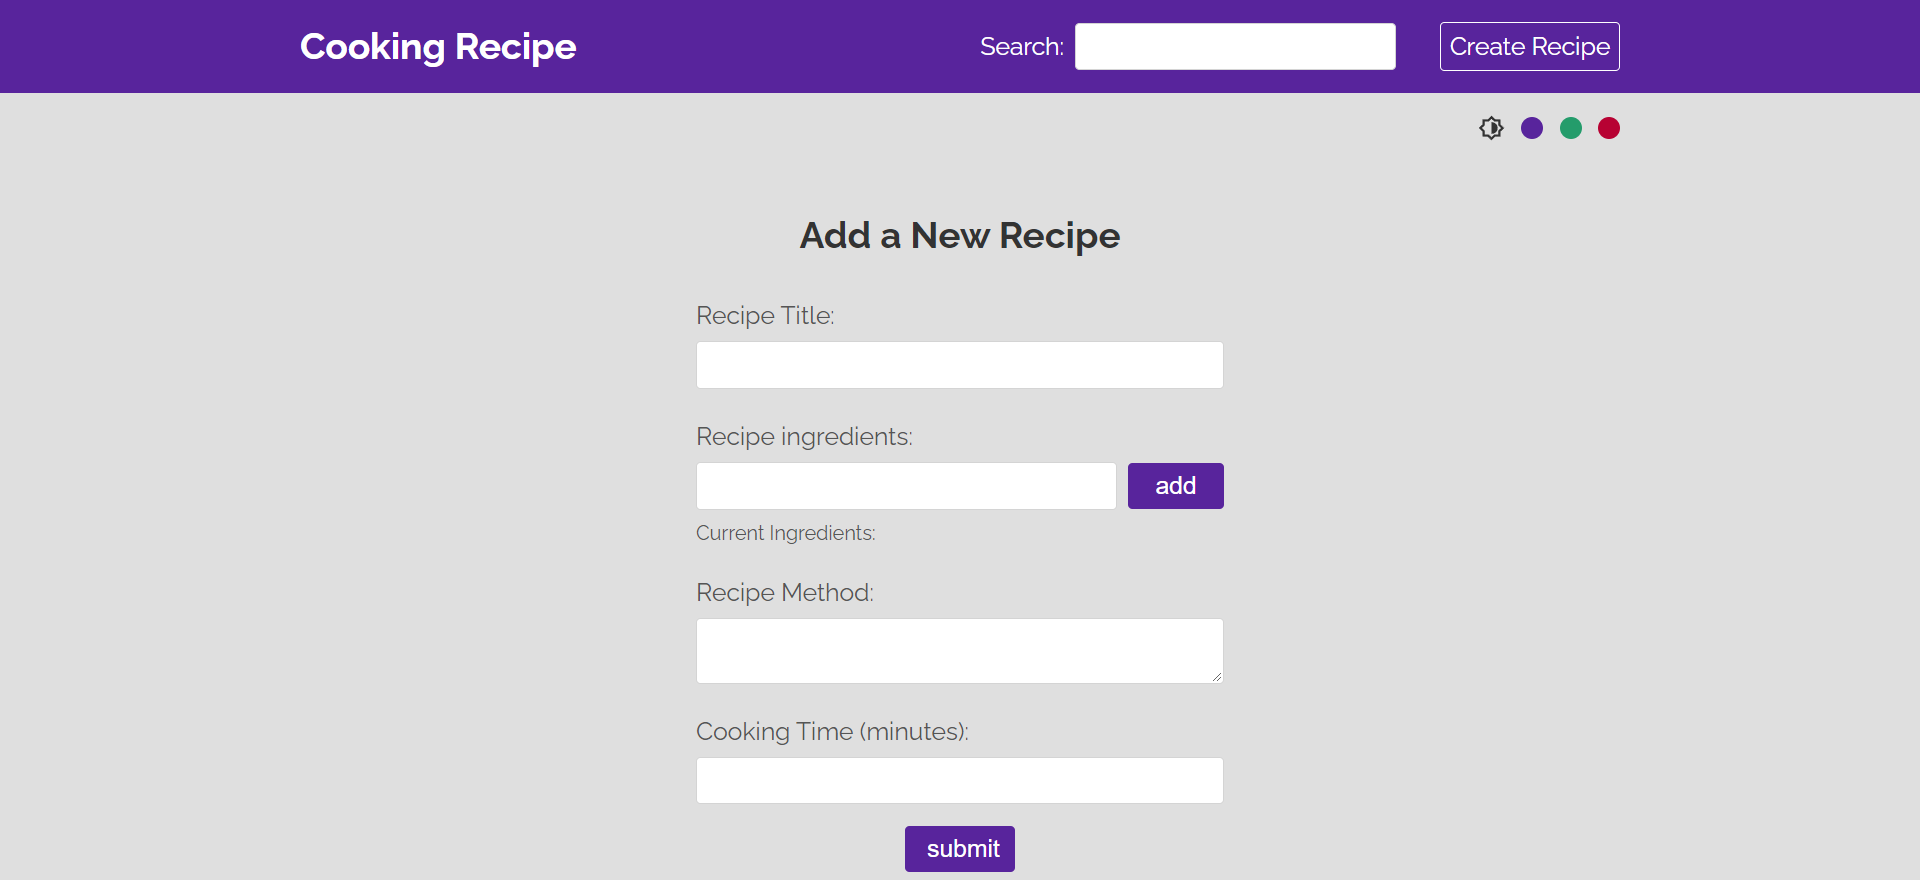 Cooking Recipe
Search:
Create Recipe
Add a New Recipe
Recipe Title:
Recipe ingredients:
add
Current Ingredients:
Recipe Method:
Cooking Time (minutes):
submit